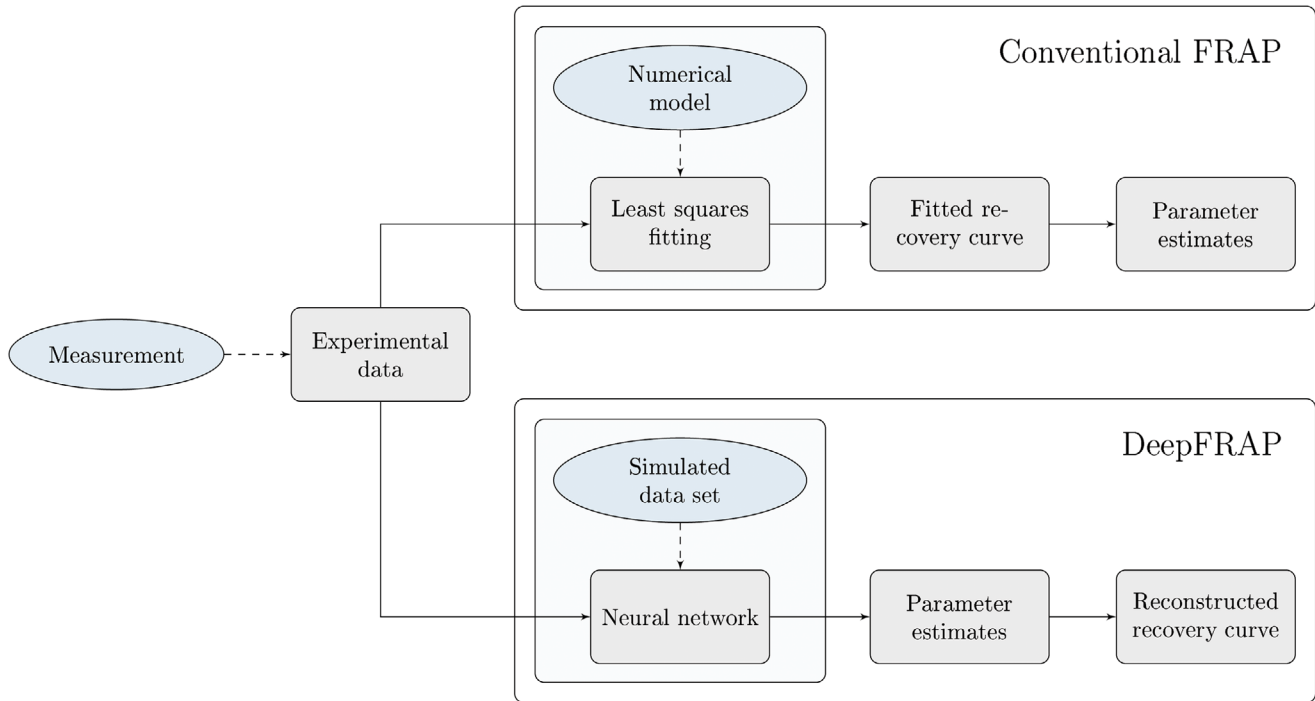 Conventional FRAP
Numerical
model
Least squares
fitting
Fitted re-
covery curve
Parameter
estimates
Measurement
Experimental
data
DeepFRAP
Simulated
data set
Neural network
Parameter
estimates
Reconstructed
recovery curve